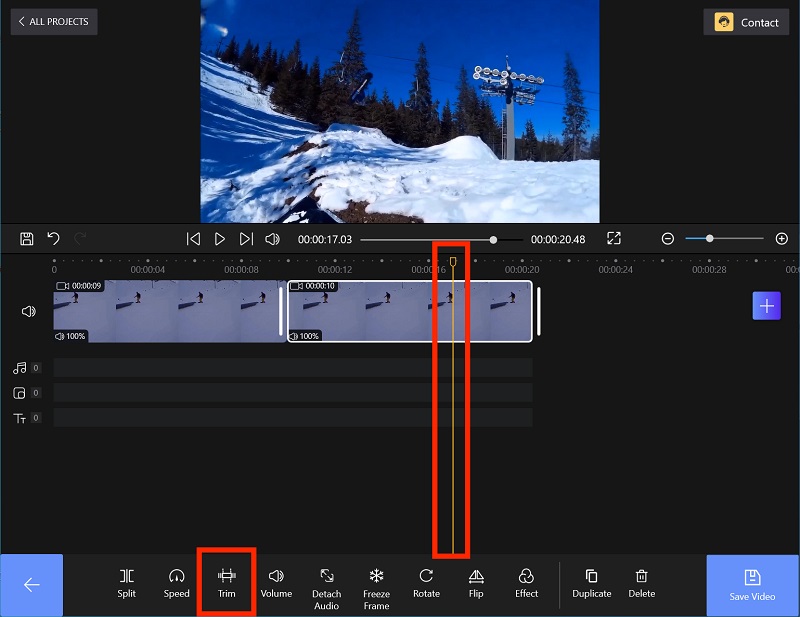 ALL PROJECTS
Contact
00:00:17.03
00:00:20.48
0
00:00:04
00:00:08
00:00:12
00:00:16
00:00:20
00:00:24
00:00:28
00:00:09
00:00:10
100%
100%
0
0
TT 0
Split
Speed
Trim
Volume
Detach
Audio
Freeze
Frame
Rotate
Flip
Effect
Duplicate
Delete
Save Video